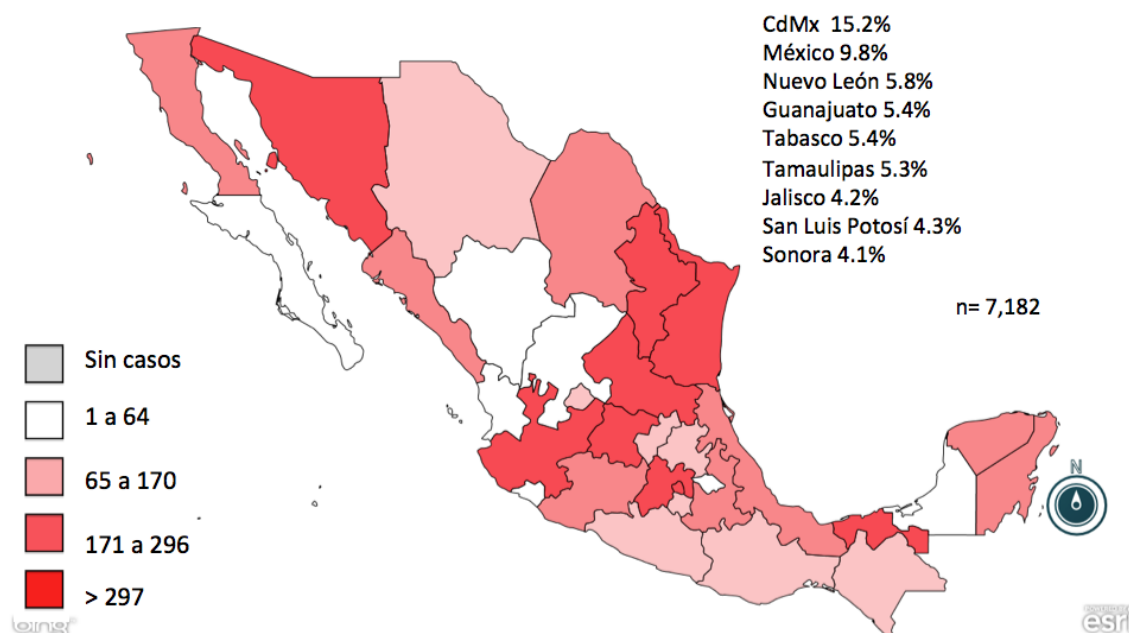 CdMx 15.2%
México 9.8%
Nuevo León 5.8%
Guanajuato 5.4%
Tabasco 5.4%
Tamaulipas 5.3%
Jalisco 4.2%
San Luis Potosí 4.3%
Sonora 4.1%
n= 7,182
Sin casos
1 a 64
65 a 170
171 a 296
> 297
N
bing
esri